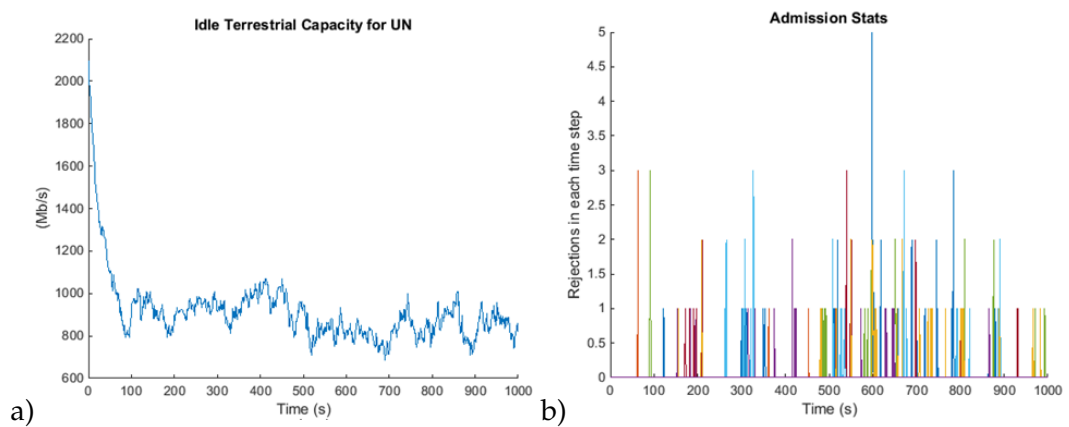 Idle Terrestrial Capacity for UN
2200
2000
1800
1600
1400
1200
1000
800
600
(Mb/s)
0 100 200 300 400 500 600 700 800 900 1000
Time (s)
a)
Admission Stats
5
4.5
4
3.5
3
2.5
2
1.5
1
0.5
0
Rejections in each time step
0 100 200 300 400 500 600 700 800 900 1000
Time (s)
b)